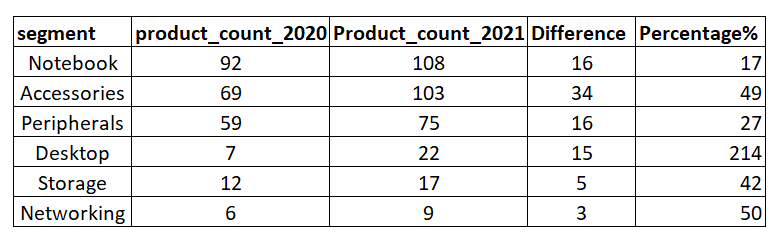 segment product_count_2020 Product_count_2021 Difference Percentage%
Notebook 92 108 16 17
Accessories 69 103 34 49
Peripherals 59 75 16 27
Desktop 7 22 15 214
Storage 12 17 5 42
Networking 6 9 3 50